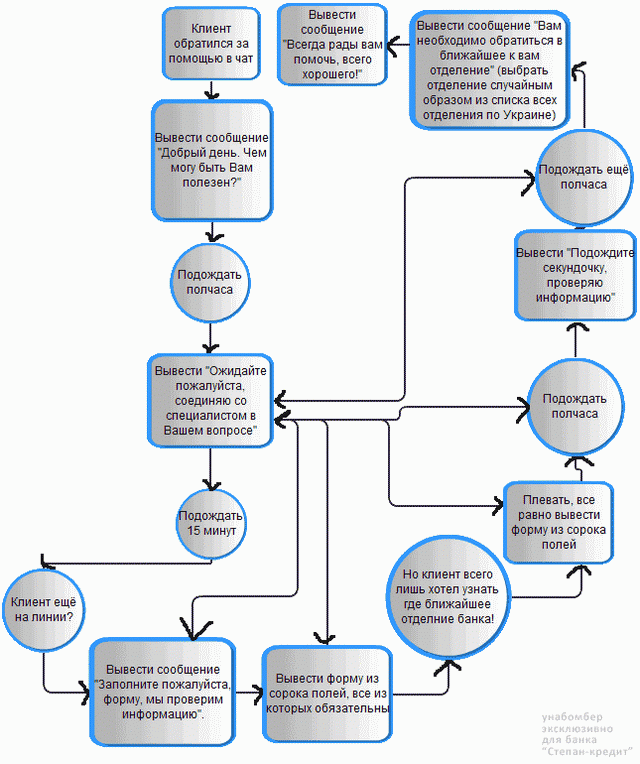 Клиент
обратился за
помощью в чат
Вывести сообщение
"Добрый день. Чем
могу быть Вам
полезен?"
Подождать
полчаса
Вывести "Ожидайте
пожалуйста,
соединяю со
специалистом в
Вашем вопросе"
Подождать
15 минут
Клиент ещё
на линии?
Вывести сообщение
"Заполните пожалуйста,
форму, мы проверим
информацию".
Вывести форму из
сорока полей, все из
которых обязательны
Но клиент всего
лишь хотел узнать
где ближайшее
отделние банка!
Плевать, все
равно вывести
форму из сорока
полей
Подождать
полчаса
Вывести "Подождите
секундочку,
проверяю
информацию"
Подождать ещё
полчаса
Вывести сообщение "Вам
необходимо обратиться в
ближайшее к вам
отделение" (выбрать
отделение случайным
образом из списка всех
отделения по Украине)
Вывести
сообщение
"Всегда рады вам
помочь, всего
хорошего!"
унабомбер
эксклюзивно
для банка
"Степан-кредит"